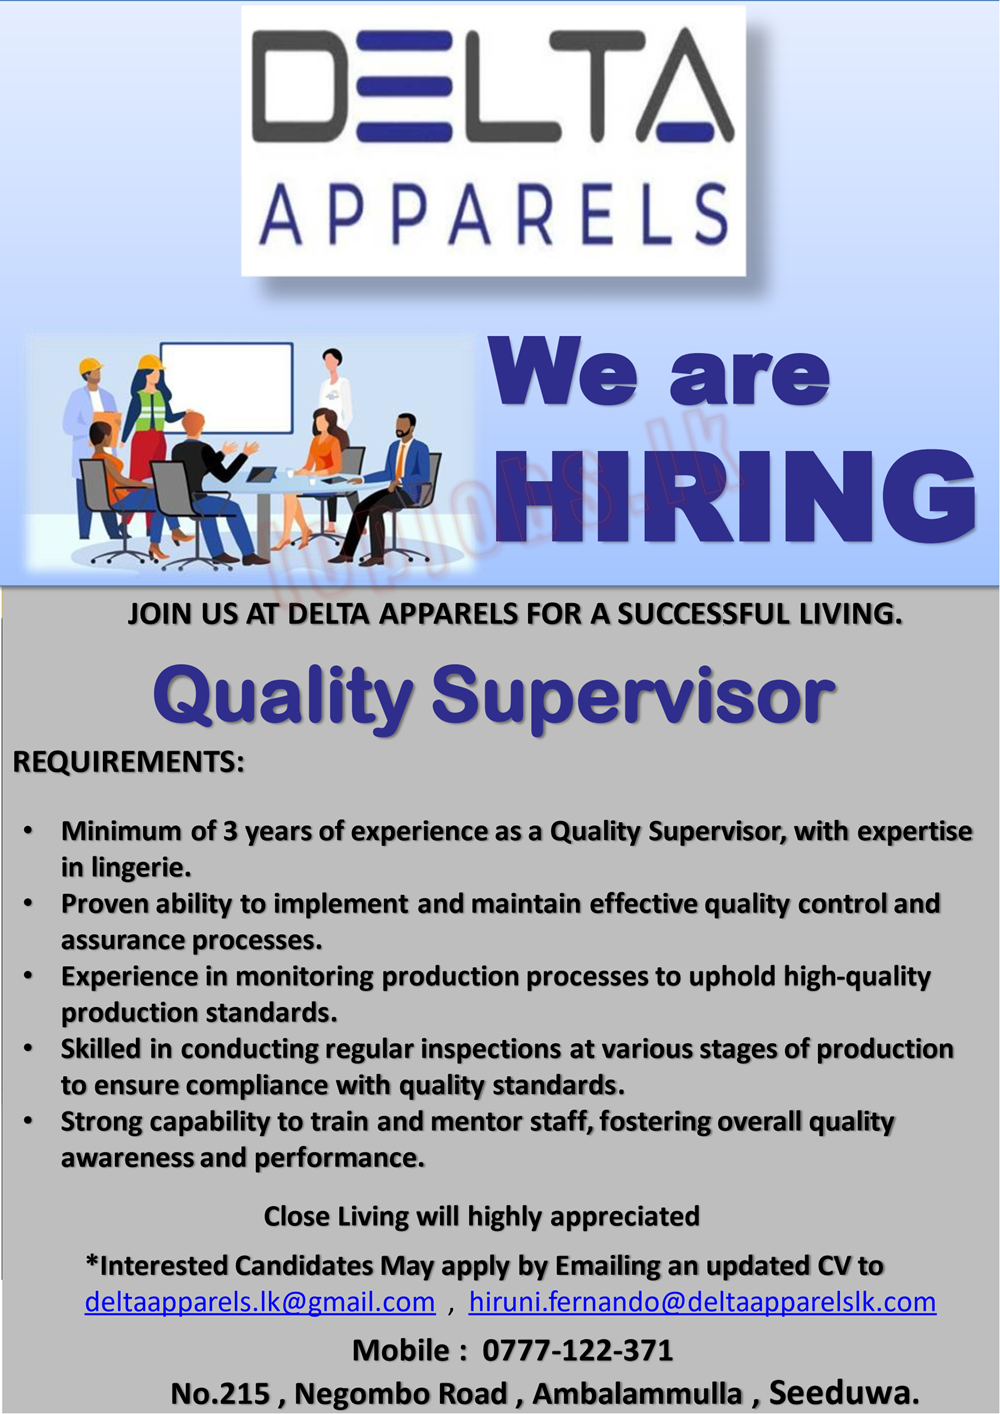 DELTA
APPARELS
We are
HIRING
topjobs.lk
JOIN US AT DELTA APPARELS FOR A SUCCESSFUL LIVING.
Quality Supervisor
REQUIREMENTS:
• Minimum of 3 years of experience as a Quality Supervisor, with expertise
in lingerie.
• Proven ability to implement and maintain effective quality control and
assurance processes.
• Experience in monitoring production processes to uphold high-quality
production standards.
• Skilled in conducting regular inspections at various stages of production
to ensure compliance with quality standards.
• Strong capability to train and mentor staff, fostering overall quality
awareness and performance.
Close Living will highly appreciated
*Interested Candidates May apply by Emailing an updated CV to
deltaapparels.lk@gmail.com , hiruni.fernando@deltaapparelslk.com
Mobile : 0777-122-371
No.215 , Negombo Road , Ambalammulla , Seeduwa.